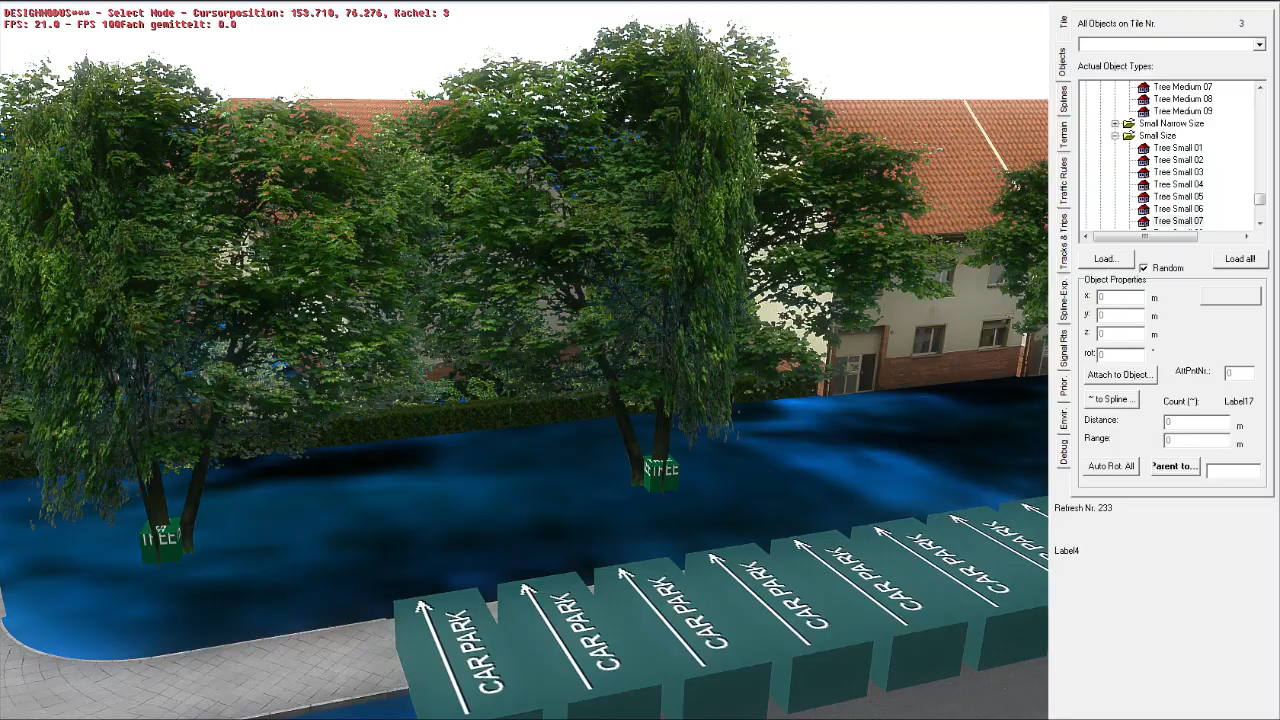 DESIGNMODUS*** - Select Mode - Cursorposition: 153.710, 76.276, Kachel: 3
FPS: 21.0 - FPS 100Fach gemittelt: 0.0
Tile
Objects
Splines
Terrain
Traffic Rules
Tracks & Trips
Spline-Exp.
Signal Rts
Prior.
Envir.
Debug
All Objects on Tile Nr. 3
Actual Object Types:
Tree Medium 07
Tree Medium 08
Tree Medium 09
Small Narrow Size
Small Size
Tree Small 01
Tree Small 02
Tree Small 03
Tree Small 04
Tree Small 05
Tree Small 06
Tree Small 07
Load... Random Load all!
Object Properties
x: 0 m
y: 0 m
z: 0 m
rot: 0 °
Attach to Object... AttPntNr.: 0
~ to Spline ... Count (~): Label17
Distance: 0 m
Range: 0 m
Auto Rot. All Parent to...
Refresh Nr. 233
Label4
TREE
TREE
CAR PARK
CAR PARK
CAR PARK
CAR PARK
CAR PARK
CAR PARK
CAR PARK